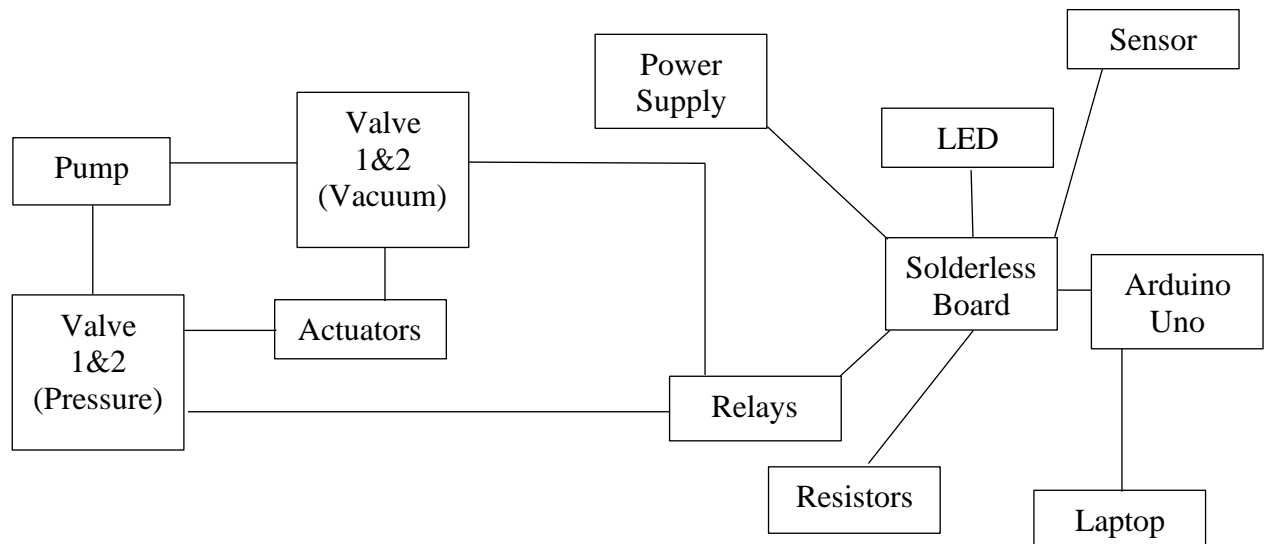 Sensor
Power
Supply
LED
Valve
1&2
(Vacuum)
Pump
Solderless
Board
Arduino
Uno
Valve
1&2
(Pressure)
Actuators
Relays
Resistors
Laptop